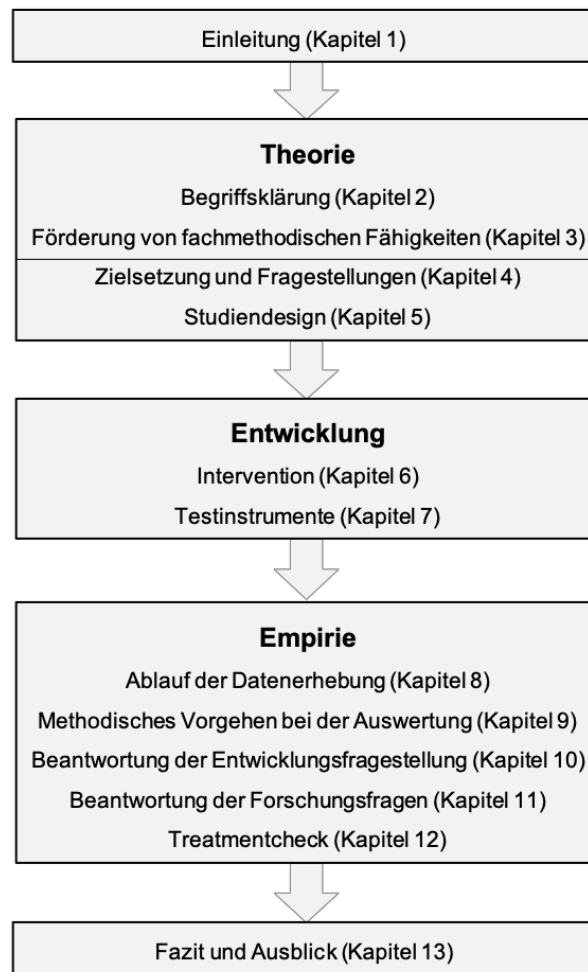 Einleitung (Kapitel 1)
Theorie
Begriffsklärung (Kapitel 2)
Förderung von fachmethodischen Fähigkeiten (Kapitel 3)
Zielsetzung und Fragestellungen (Kapitel 4)
Studiendesign (Kapitel 5)
Entwicklung
Intervention (Kapitel 6)
Testinstrumente (Kapitel 7)
Empirie
Ablauf der Datenerhebung (Kapitel 8)
Methodisches Vorgehen bei der Auswertung (Kapitel 9)
Beantwortung der Entwicklungsfragestellung (Kapitel 10)
Beantwortung der Forschungsfragen (Kapitel 11)
Treatmentcheck (Kapitel 12)
Fazit und Ausblick (Kapitel 13)